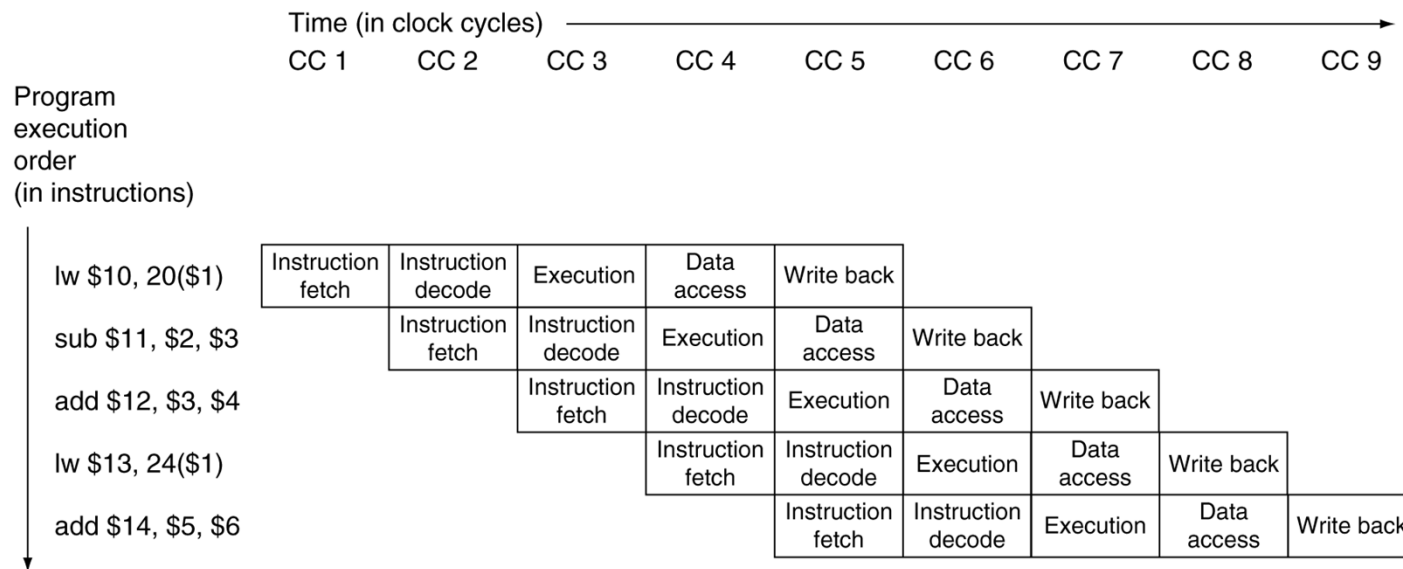 Time (in clock cycles)
CC 1 CC 2 CC 3 CC 4 CC 5 CC 6 CC 7 CC 8 CC 9
Program
execution
order
(in instructions)
lw $10, 20($1)
Instruction
fetch
Instruction
decode
Execution
Data
access
Write back
sub $11, $2, $3
Instruction
fetch
Instruction
decode
Execution
Data
access
Write back
add $12, $3, $4
Instruction
fetch
Instruction
decode
Execution
Data
access
Write back
lw $13, 24($1)
Instruction
fetch
Instruction
decode
Execution
Data
access
Write back
add $14, $5, $6
Instruction
fetch
Instruction
decode
Execution
Data
access
Write back